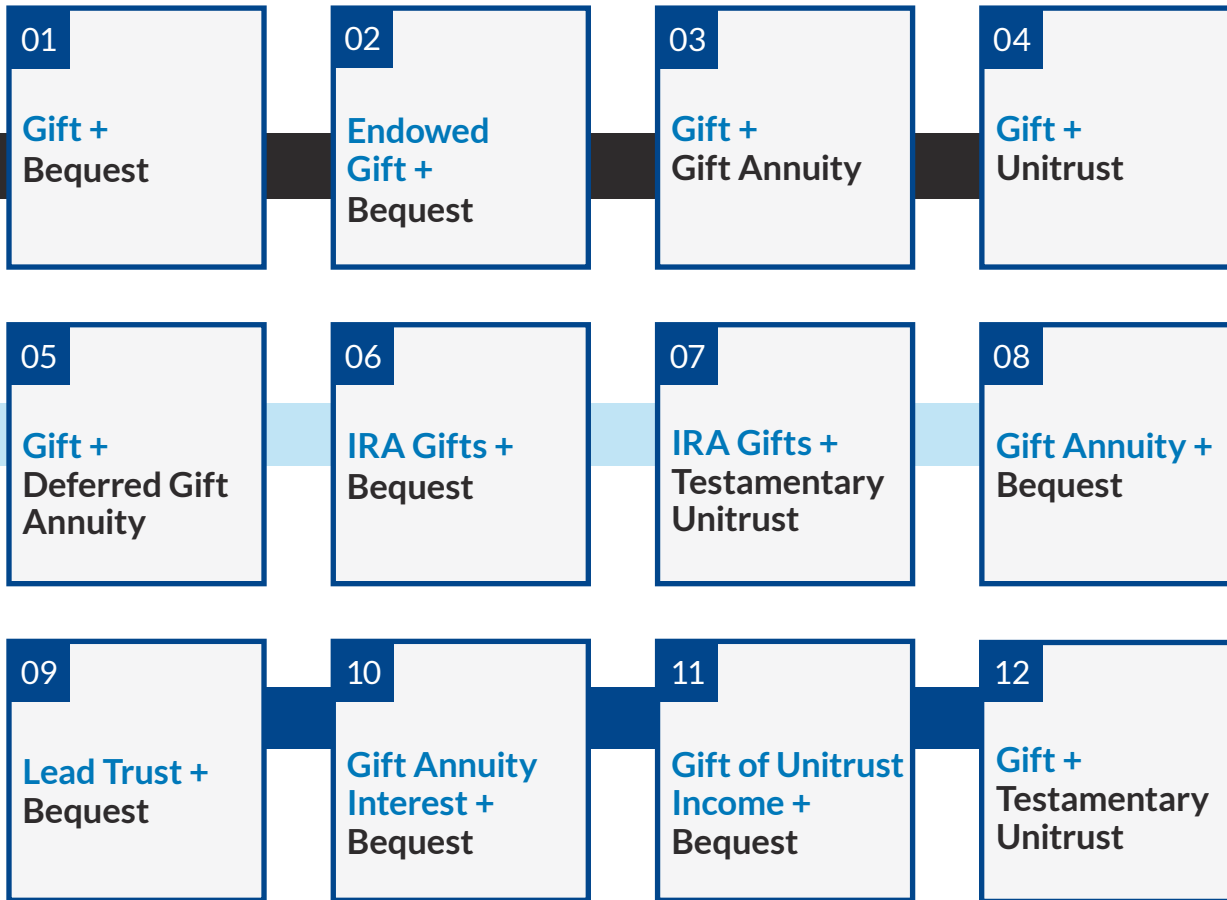 01
Gift +
Bequest
02
Endowed
Gift +
Bequest
03
Gift +
Gift Annuity
04
Gift +
Unitrust
05
Gift +
Deferred Gift
Annuity
06
IRA Gifts +
Bequest
07
IRA Gifts +
Testamentary
Unitrust
08
Gift Annuity +
Bequest
09
Lead Trust +
Bequest
10
Gift Annuity
Interest +
Bequest
11
Gift of Unitrust
Income +
Bequest
12
Gift +
Testamentary
Unitrust